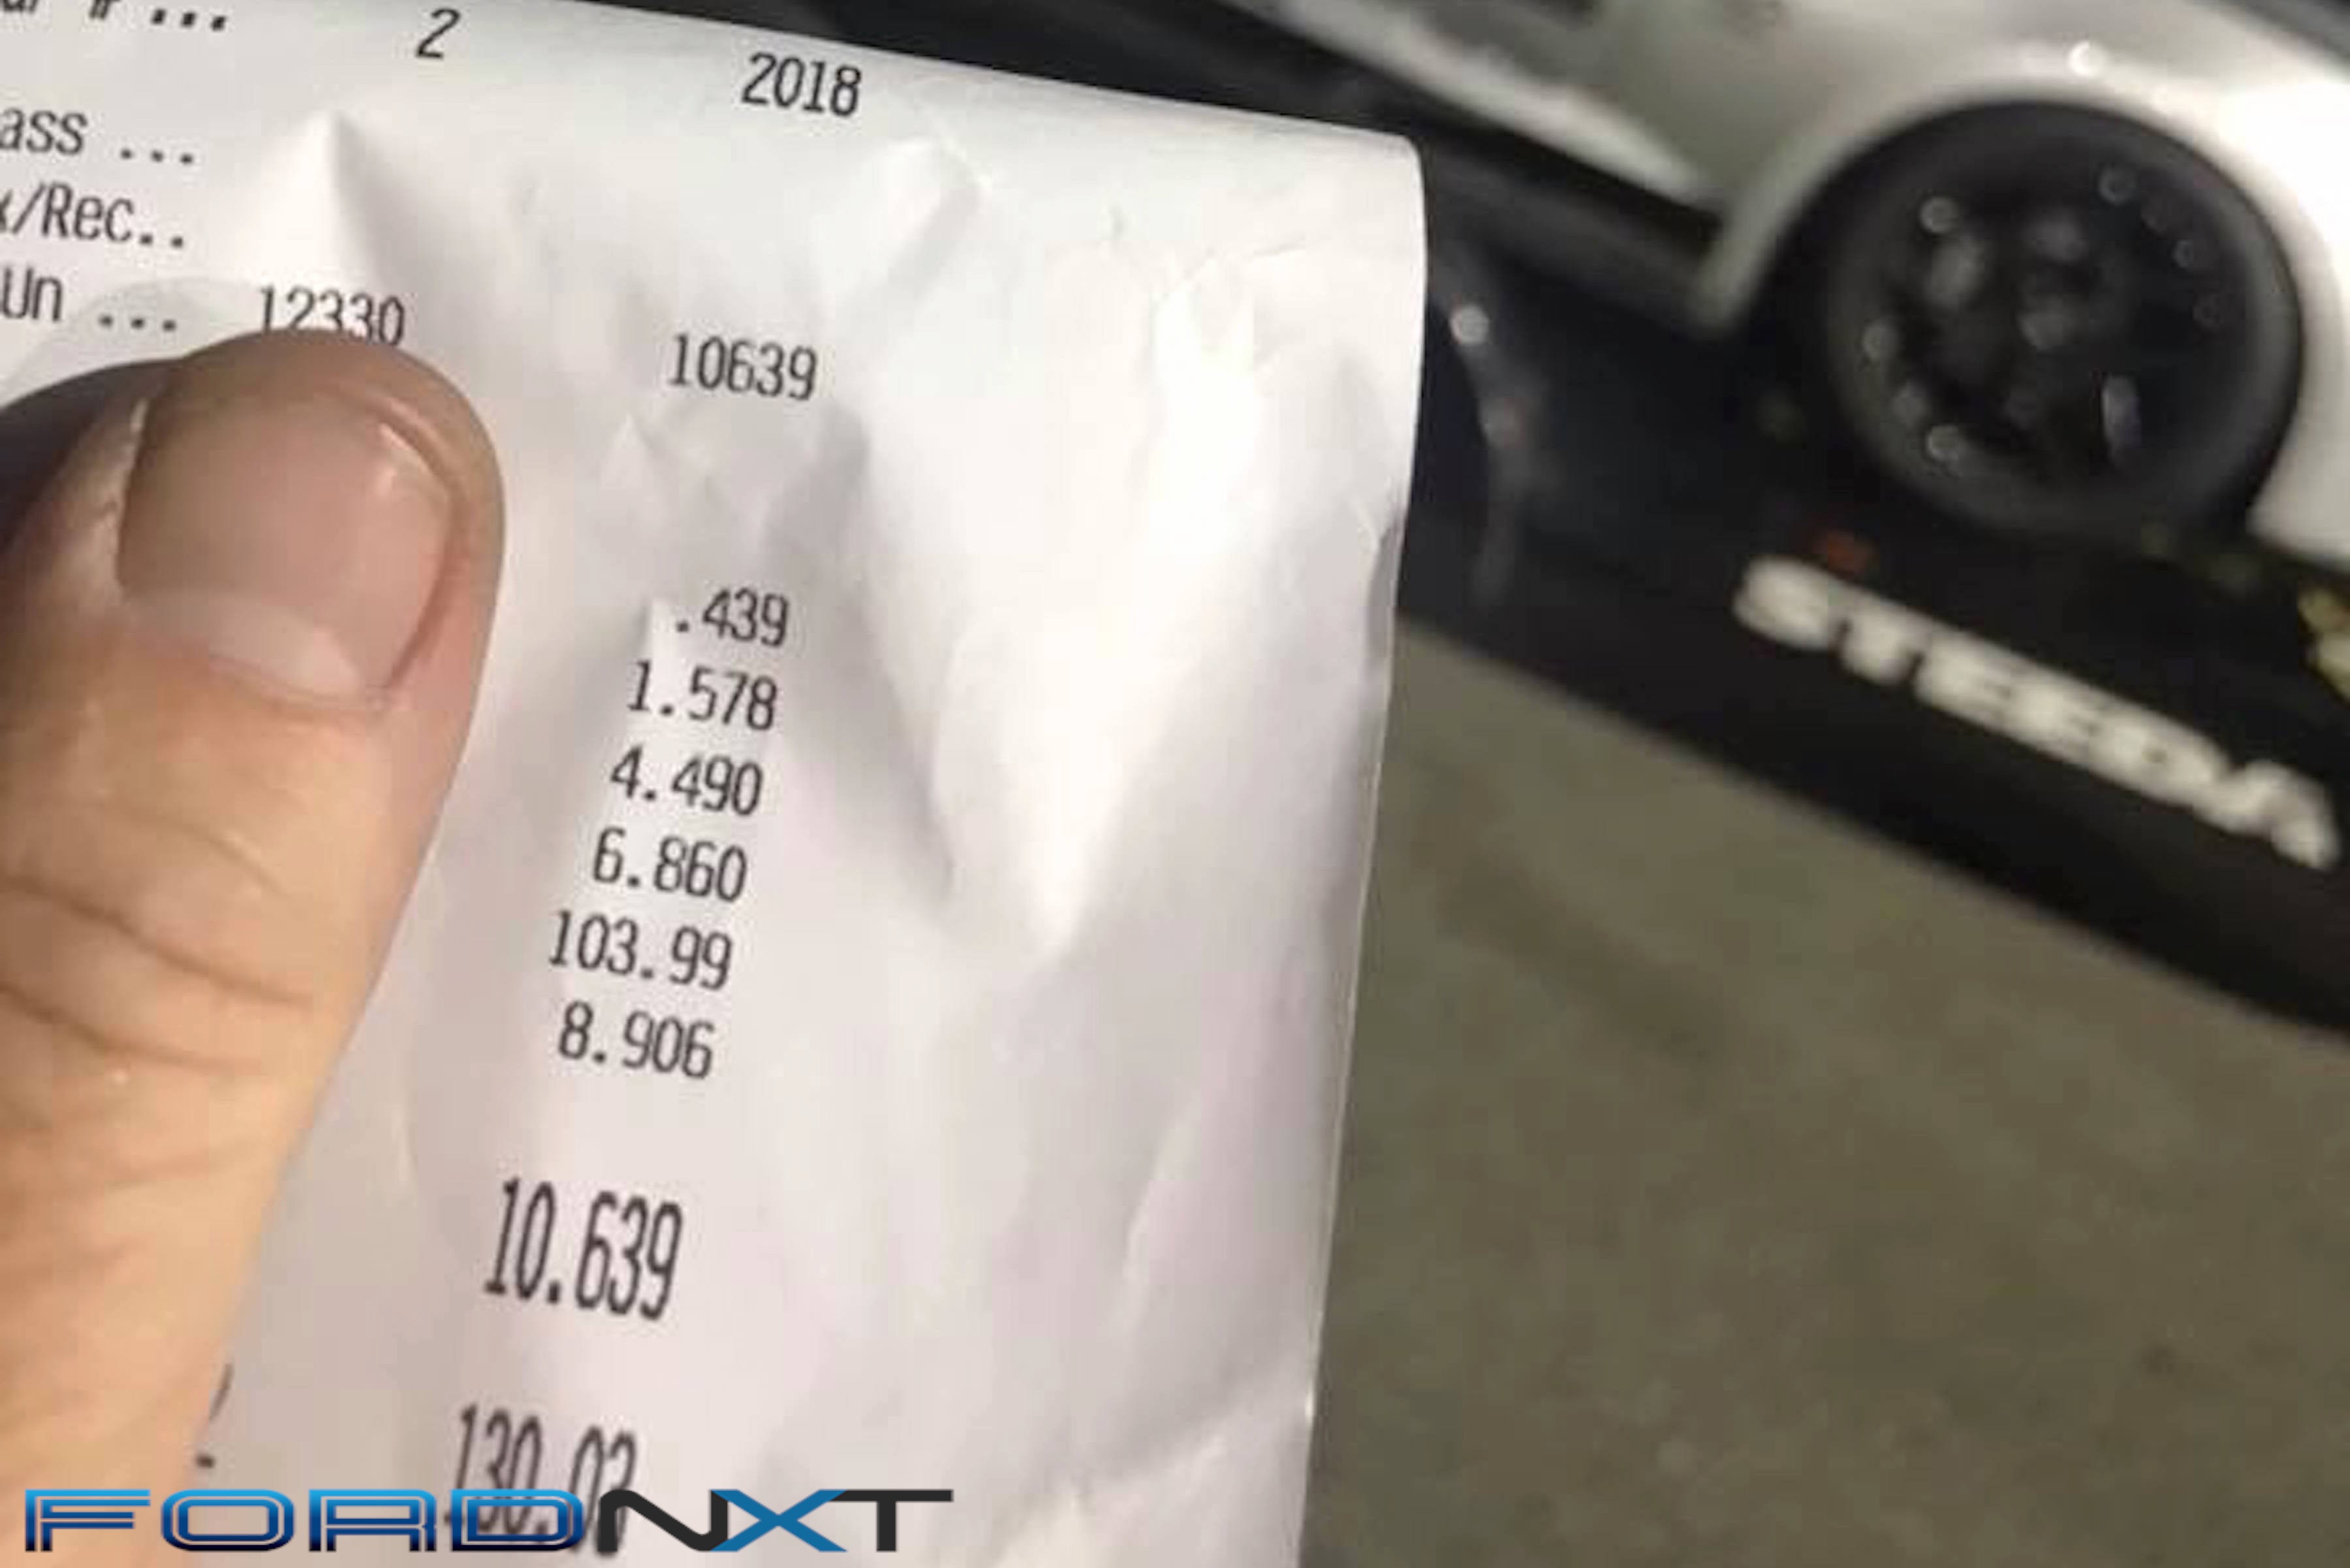 2 2018
ass ...
/Rec..
Un ... 12330 10639
.439
1.578
4.490
6.860
103.99
8.906
10.639
STEEDA
FORDNXT